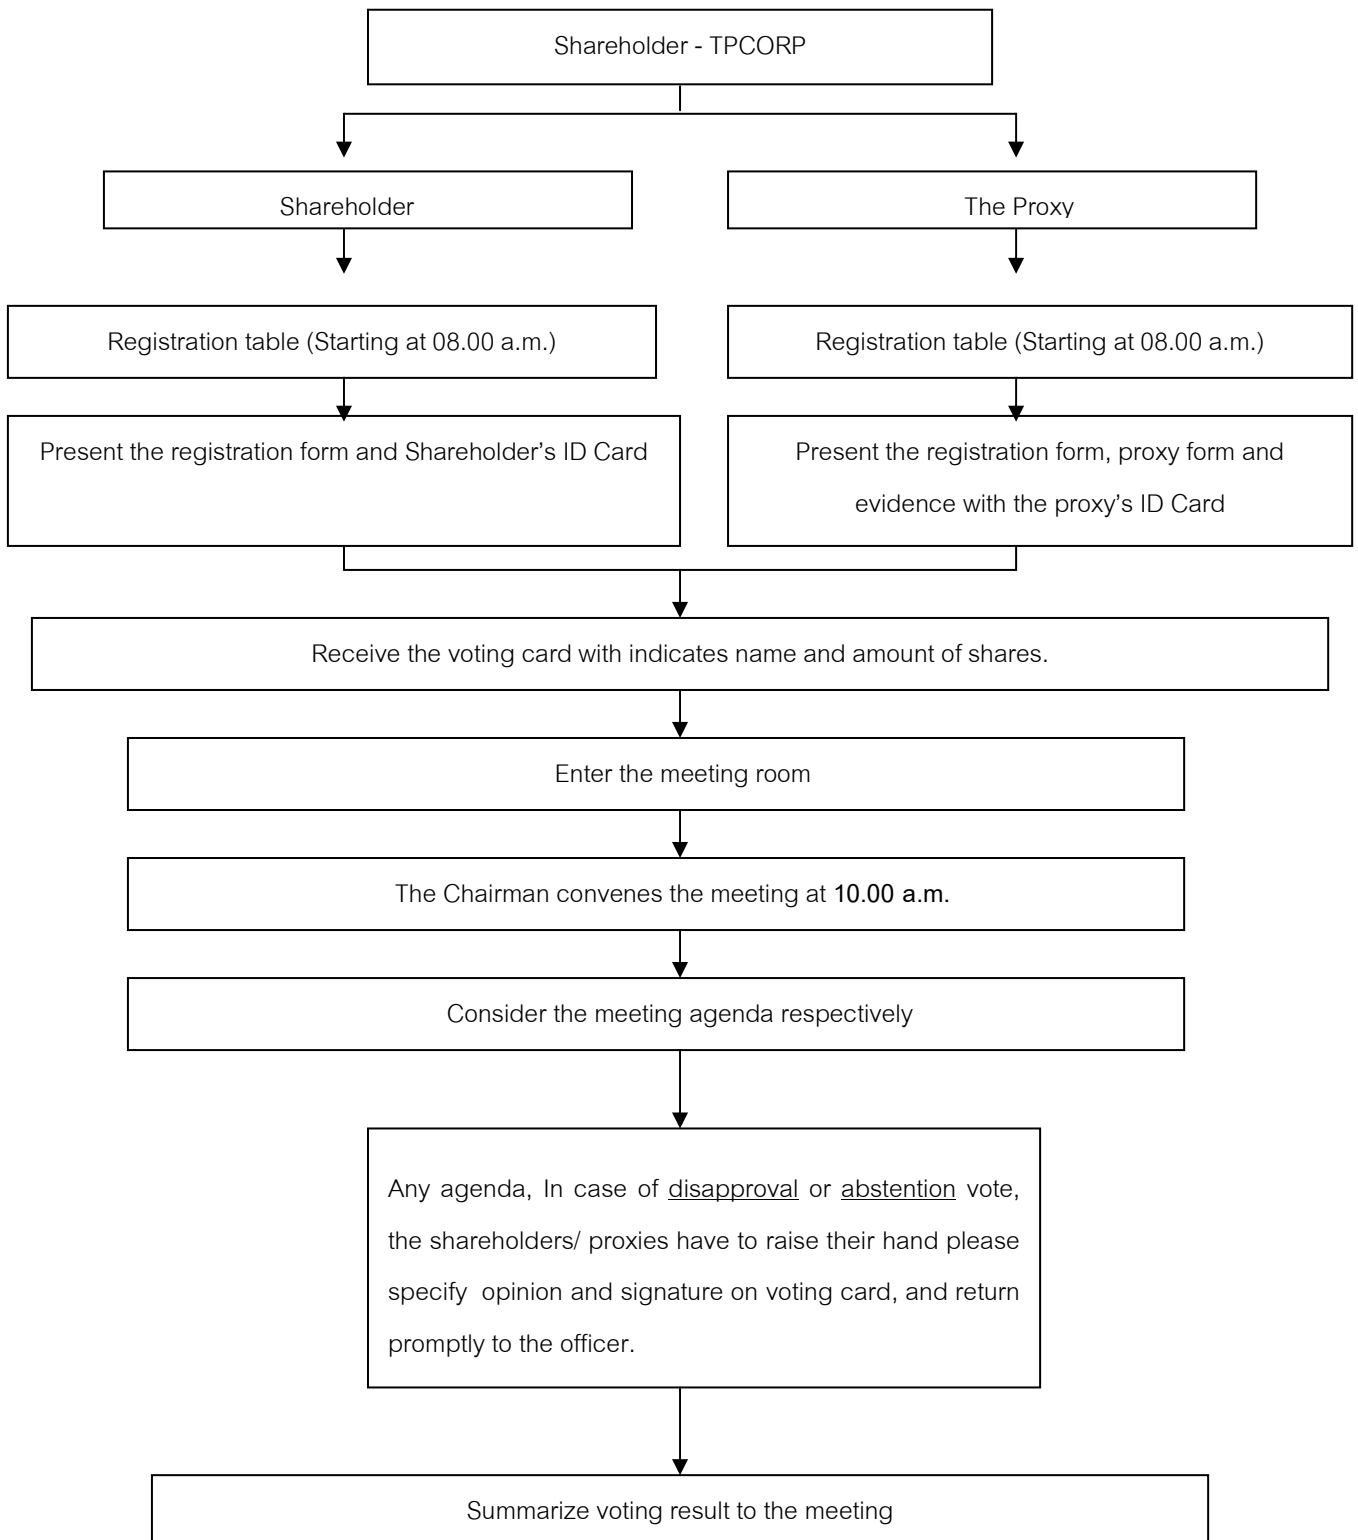 Shareholder - TPCORP
Shareholder
The Proxy
Registration table (Starting at 08.00 a.m.)
Registration table (Starting at 08.00 a.m.)
Present the registration form and Shareholder’s ID Card
Present the registration form, proxy form and
evidence with the proxy’s ID Card
Receive the voting card with indicates name and amount of shares.
Enter the meeting room
The Chairman convenes the meeting at 10.00 a.m.
Consider the meeting agenda respectively
Any agenda, In case of disapproval or abstention vote,
the shareholders/ proxies have to raise their hand please
specify  opinion and signature on voting card, and return
promptly to the officer.
Summarize voting result to the meeting